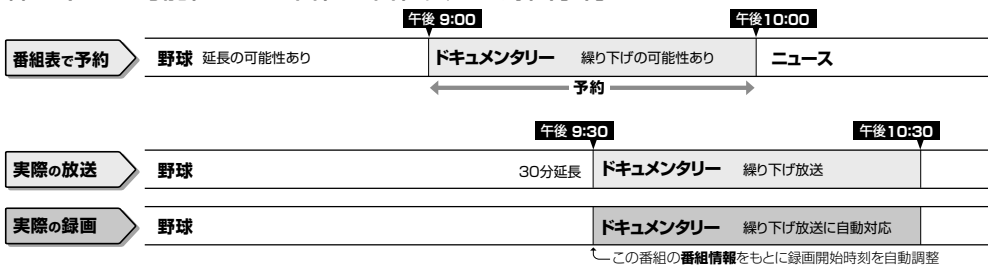 午後 9:00 午後10:00
番組表で予約 野球 延長の可能性あり ドキュメンタリー 繰り下げの可能性あり ニュース
予約
午後 9:30 午後10:30
実際の放送 野球 30分延長 ドキュメンタリー 繰り下げ放送
実際の録画 野球 ドキュメンタリー 繰り下げ放送に自動対応
この番組の番組情報をもとに録画開始時刻を自動調整